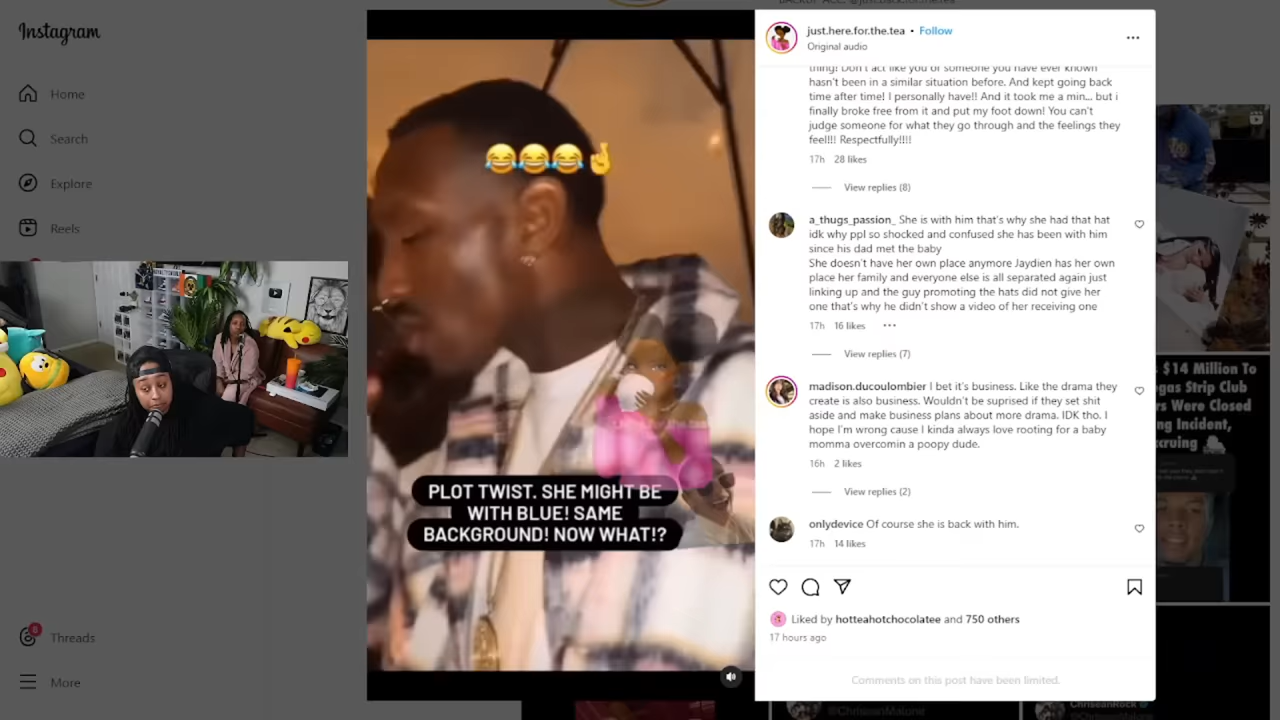 Instagram
Home
Search
Explore
Reels
6
Threads
More
😂😂😂🤞
PLOT TWIST. SHE MIGHT BE
WITH BLUE! SAME
BACKGROUND! NOW WHAT!?
just.here.for.the.tea • Follow
Original audio
thing! Don't act like you or someone you have ever known
hasn't been in a similar situation before. And kept going back
time after time! I personally have!! And it took me a min... but i
finally broke free from it and put my foot down! You can't
judge someone for what they go through and the feelings they
feel!!!! Respectfully!!!!
17h 28 likes
View replies (8)
a_thugs_passion_ She is with him that's why she had that hat
idk why ppl so shocked and confused she has been with him
since his dad met the baby
She doesn't have her own place anymore Jaydien has her own
place her family and everyone else is all separated again just
linking up and the guy promoting the hats did not give her
one that's why he didn't show a video of her receiving one
17h 16 likes
View replies (7)
madison.ducoulombier I bet it's business. Like the drama they
create is also business. Wouldn't be suprised if they set shit
aside and make business plans about more drama. IDK tho. I
hope I'm wrong cause I kinda always love rooting for a baby
momma overcomin a poopy dude.
16h 2 likes
View replies (2)
onlydevice Of course she is back with him.
17h 14 likes
Liked by hotteahotchocolatee and 750 others
17 hours ago
Comments on this post have been limited.
$14 Million To
gas Strip Club
rs Were Closed
ng Incident,
ccruing
@ChriseanMalone
ChriseanRock